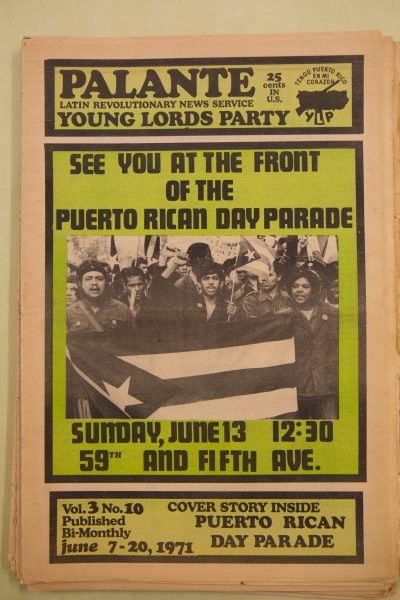 PALANTE
25
cents
IN
U.S.
LATIN REVOLUTIONARY NEWS SERVICE
YOUNG LORDS PARTY
TENGO PUERTO RICO
EN MI
CORAZON
YLP
SEE YOU AT THE FRONT
OF THE
PUERTO RICAN DAY PARADE
SUNDAY, JUNE 13 12:30
59TH AND FIFTH AVE.
Vol. 3 No. 10
Published
Bi-Monthly
june 7-20, 1971
COVER STORY INSIDE
PUERTO RICAN
DAY PARADE